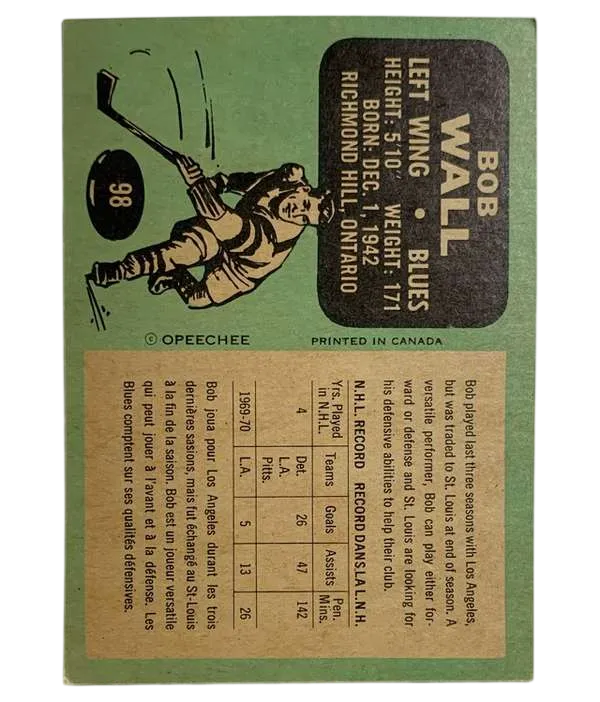 BOB
WALL
LEFT WING • BLUES
HEIGHT: 5'10" WEIGHT: 171
BORN: DEC. 1, 1942
RICHMOND HILL, ONTARIO
98
© OPEECHEE
PRINTED IN CANADA
Bob played last three seasons with Los Angeles,
but was traded to St. Louis at end of season. A
versatile performer, Bob can play either for-
ward or defense and St. Louis are looking for
his defensive abilities to help their club.
N.H.L. RECORD RECORD DANS LA L.N.H.
Yrs. Played in N.H.L. Teams Goals Assists Pen. Mins.
4 Det. L.A. Pitts. 26 47 142
1969-70 L.A. 5 13 26
Bob joua pour Los Angeles durant les trois
dernières sasions, mais fut échangé au St-Louis
à la fin de la saison. Bob est un joueur versatile
qui peut jouer à l'avant et à la défense. Les
Blues comptent sur ses qualités défensives.